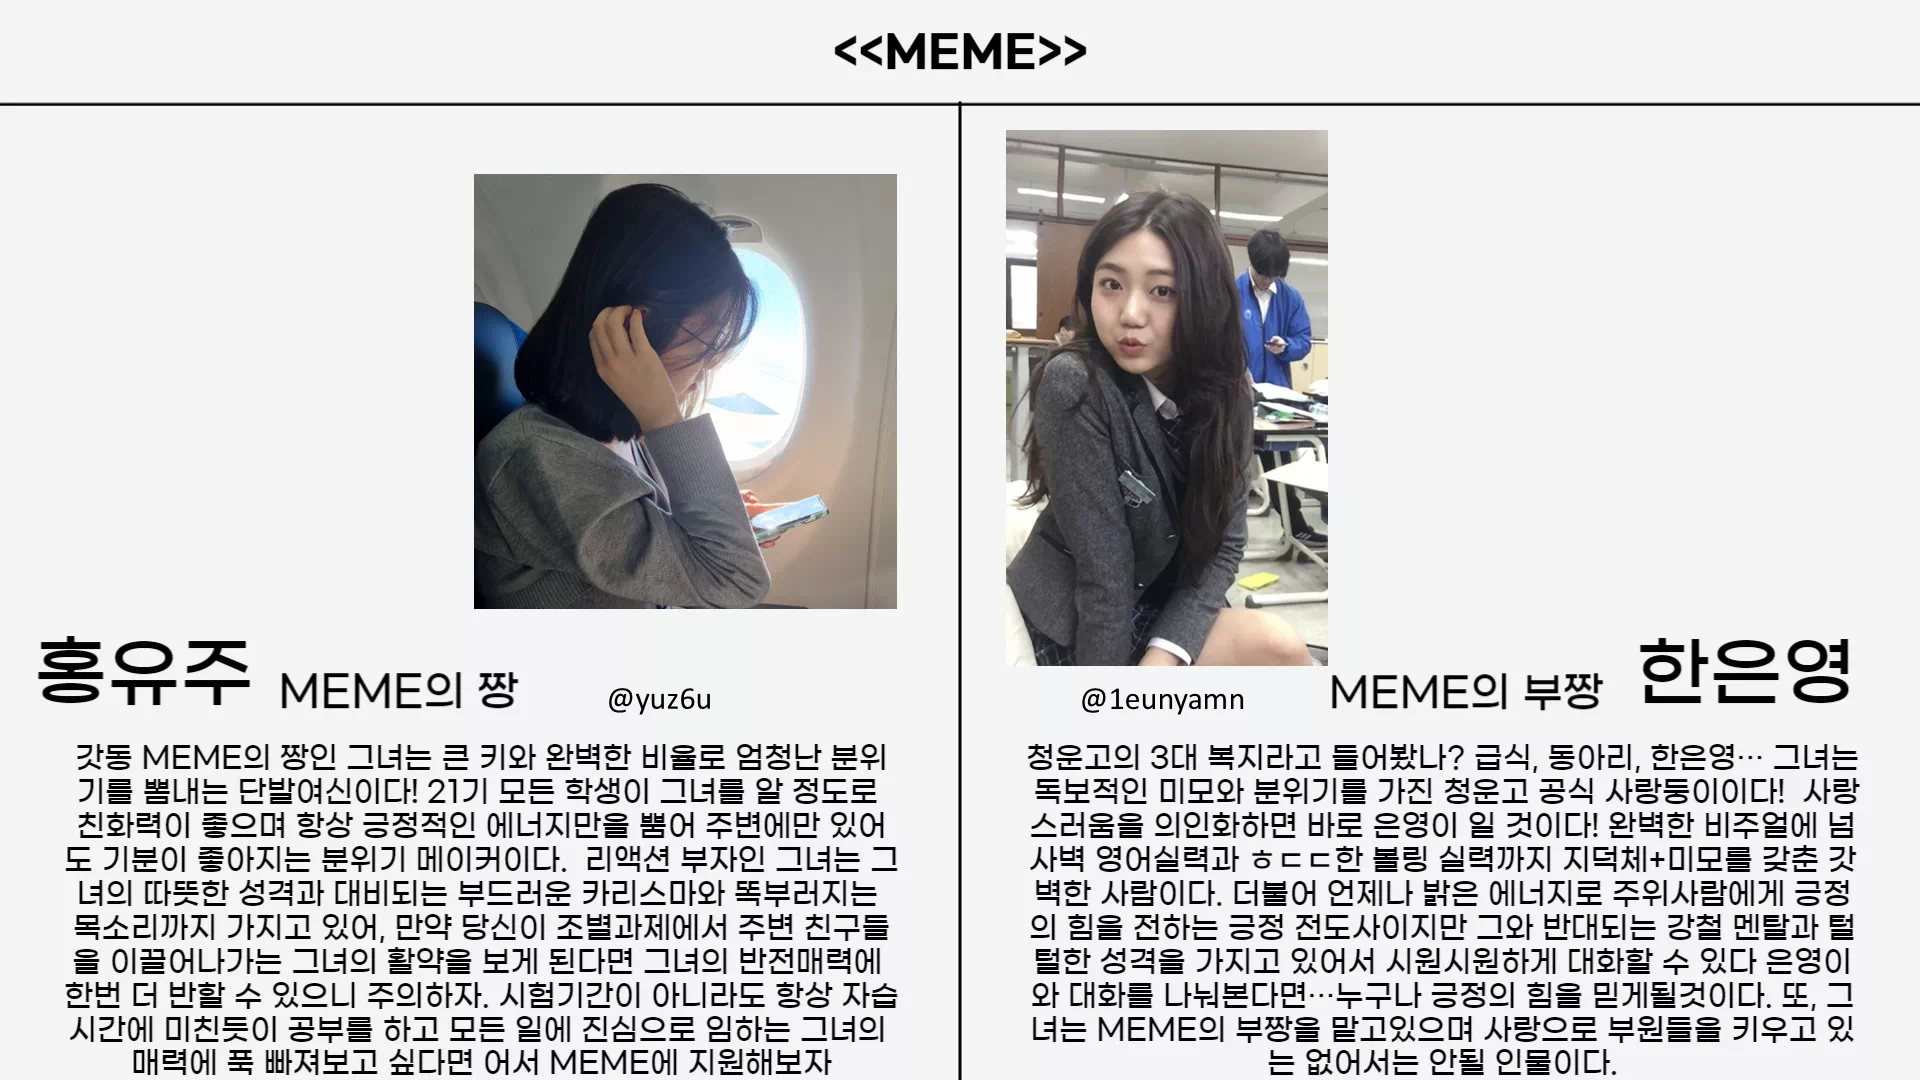 <<MEME>>
홍유주 MEME의 짱 @yuz6u
갓동 MEME의 짱인 그녀는 큰 키와 완벽한 비율로 엄청난 분위
기를 뿜내는 단발여신이다! 21기 모든 학생이 그녀를 알 정도로
친화력이 좋으며 항상 긍정적인 에너지만을 뿜어 주변에만 있어
도 기분이 좋아지는 분위기 메이커이다. 리액션 부자인 그녀는 그
녀의 따뜻한 성격과 대비되는 부드러운 카리스마와 똑부러지는
목소리까지 가지고 있어, 만약 당신이 조별과제에서 주변 친구들
을 이끌어나가는 그녀의 활약을 보게 된다면 그녀의 반전매력에
한번 더 반할 수 있으니 주의하자. 시험기간이 아니라도 항상 자습
시간에 미친듯이 공부를 하고 모든 일에 진심으로 임하는 그녀의
매력에 푹 빠져보고 싶다면 어서 MEME에 지원해보자
@1eunyamn MEME의 부짱 한은영
청운고의 3대 복지라고 들어봤나? 급식, 동아리, 한은영… 그녀는
독보적인 미모와 분위기를 가진 청운고 공식 사랑둥이이다! 사랑
스러움을 의인화하면 바로 은영이 일 것이다! 완벽한 비주얼에 넘
사벽 영어실력과 ㅎㄷㄷ한 볼링 실력까지 지덕체+미모를 갖춘 갓
벽한 사람이다. 더불어 언제나 밝은 에너지로 주위사람에게 긍정
의 힘을 전하는 긍정 전도사이지만 그와 반대되는 강철 멘탈과 털
털한 성격을 가지고 있어서 시원시원하게 대화할 수 있다 은영이
와 대화를 나눠본다면…누구나 긍정의 힘을 믿게될것이다. 또, 그
녀는 MEME의 부짱을 맡고있으며 사랑으로 부원들을 키우고 있
는 없어서는 안될 인물이다.